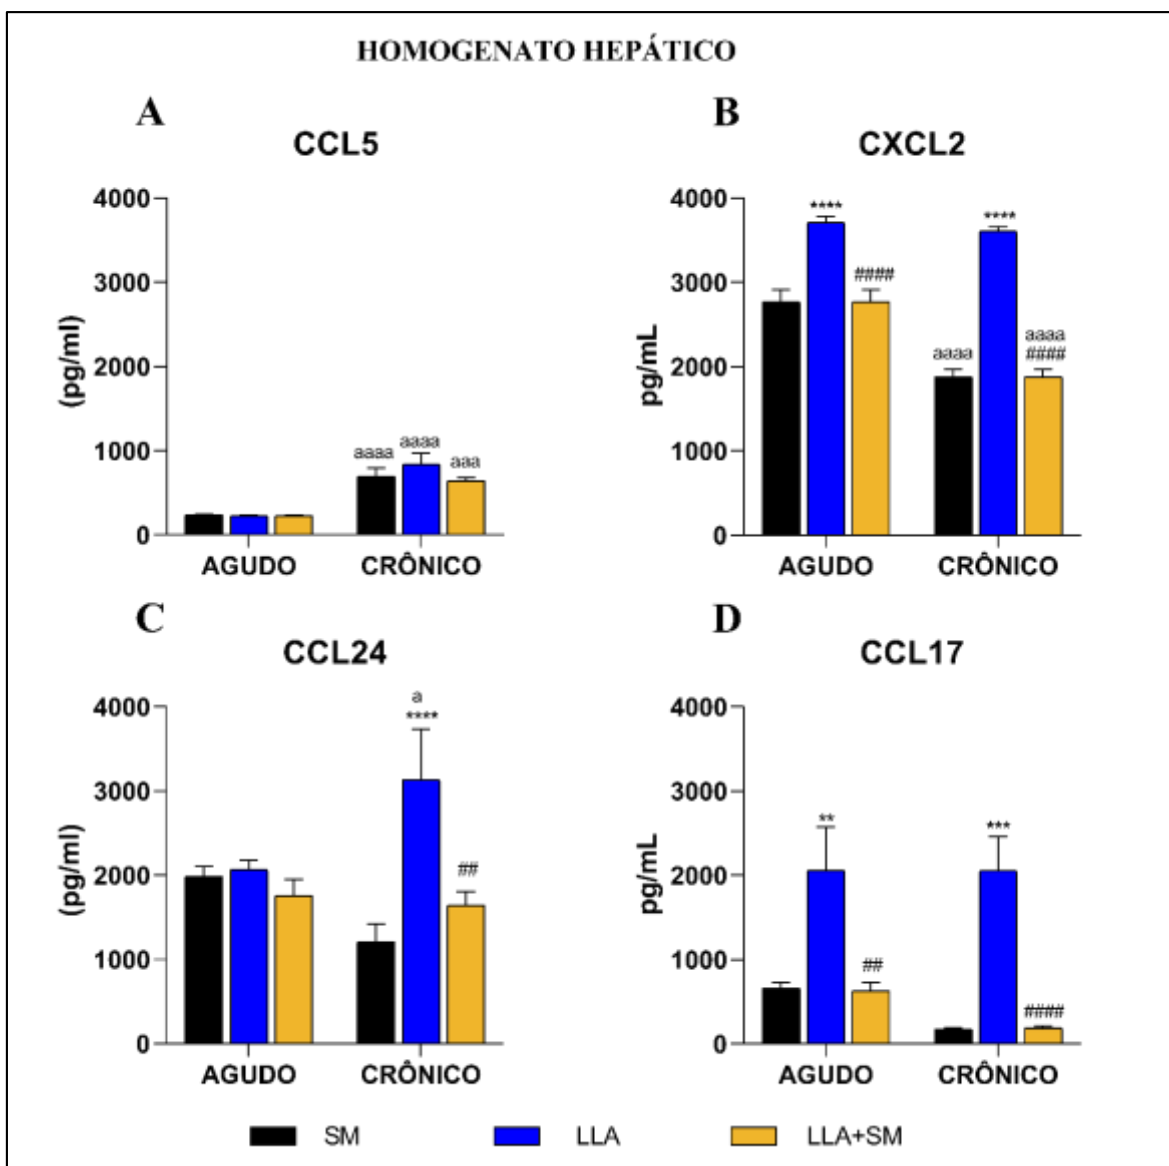 HOMOGENATO HEPÁTICO
A
CCL5
(pg/ml)
4000
3000
2000
1000
0
aaaa
aaaa
aaa
AGUDO
CRÔNICO
B
CXCL2
pg/mL
4000
3000
2000
1000
0
****
####
aaaa
****
aaaa
####
AGUDO
CRÔNICO
C
CCL24
(pg/ml)
4000
3000
2000
1000
0
a
****
##
AGUDO
CRÔNICO
D
CCL17
pg/mL
4000
3000
2000
1000
0
**
##
***
####
AGUDO
CRÔNICO
SM
LLA
LLA+SM